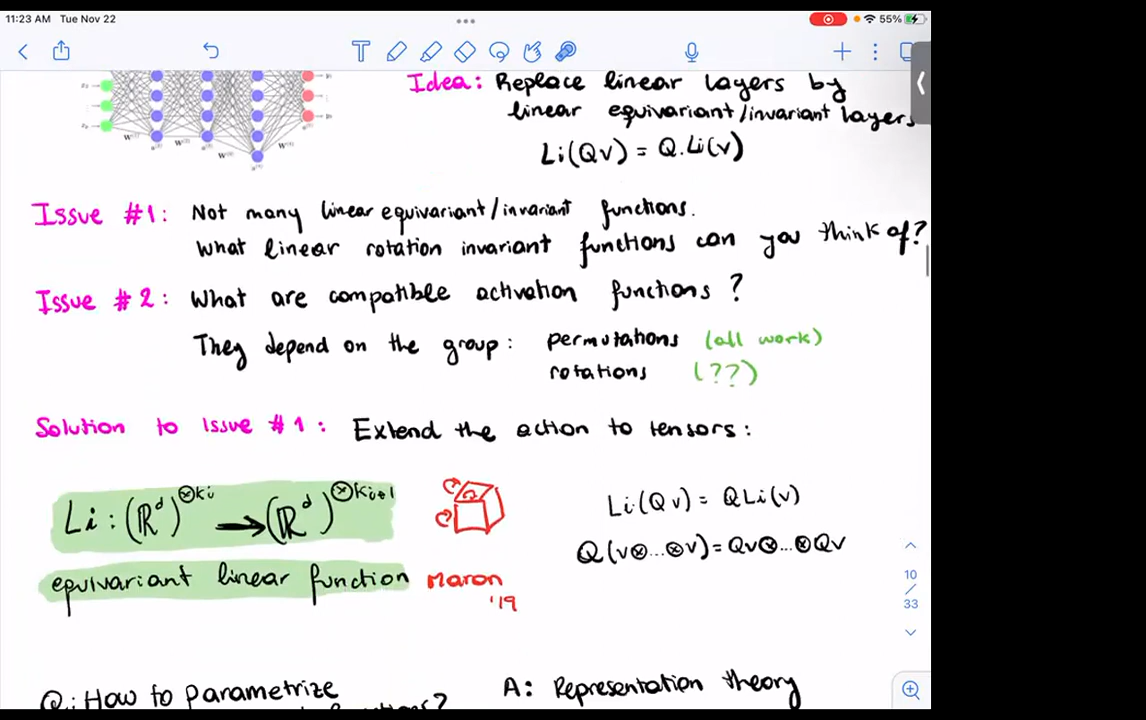 11:23 AM Tue Nov 22
55%
Idea: Replace linear layers by
linear equivariant/invariant layers
Li(Qv) = Q.Li(v)
Issue #1: Not many linear equivariant/invariant functions.
What linear rotation invariant functions can you think of?
Issue #2: What are compatible activation functions?
They depend on the group: permutations (all work)
rotations (??)
Solution to Issue #1: Extend the action to tensors:
Li: (ℝᵈ)^⊗ki → (ℝᵈ)^⊗ki+1
Li(Qv) = QLi(v)
Q(v⊗...⊗v) = Qv⊗...⊗Qv
equivariant linear function
Maron
'19
10
/
33
Q: How to parametrize
A: Representation theory